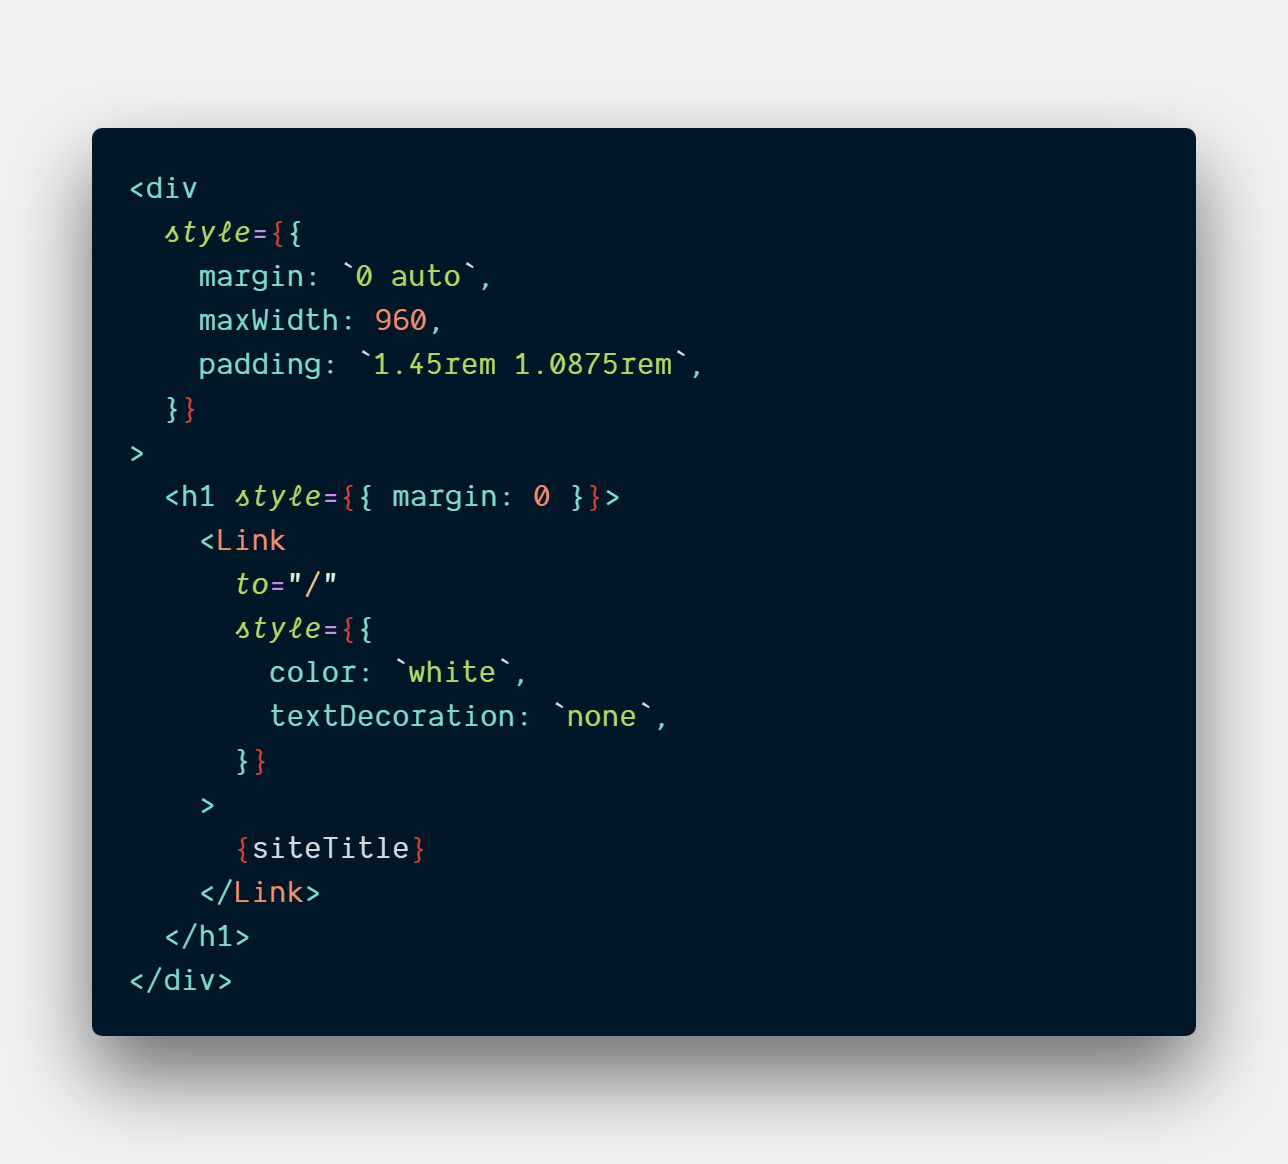 <div
  style={{
    margin: `0 auto`,
    maxWidth: 960,
    padding: `1.45rem 1.0875rem`,
  }}
>
  <h1 style={{ margin: 0 }}>
    <Link
      to="/"
      style={{
        color: `white`,
        textDecoration: `none`,
      }}
    >
      {siteTitle}
    </Link>
  </h1>
</div>